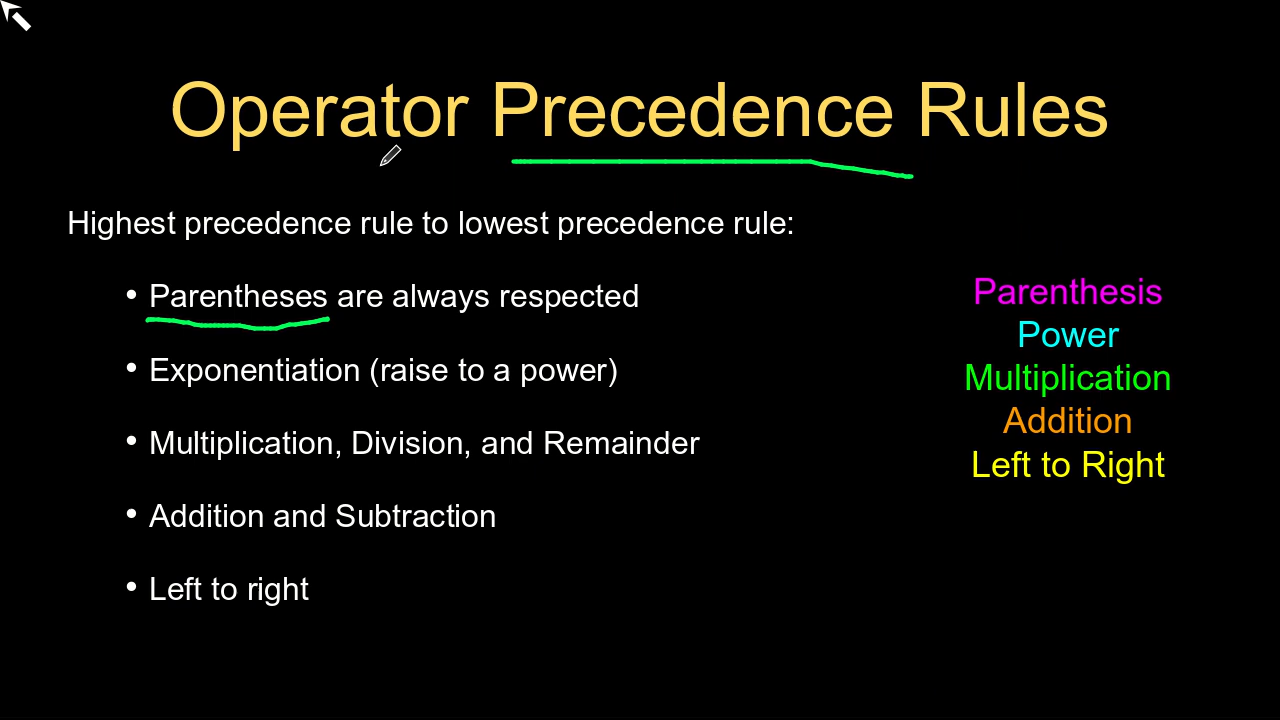 Operator Precedence Rules
Highest precedence rule to lowest precedence rule:
• Parentheses are always respected
• Exponentiation (raise to a power)
• Multiplication, Division, and Remainder
• Addition and Subtraction
• Left to right
Parenthesis
Power
Multiplication
Addition
Left to Right